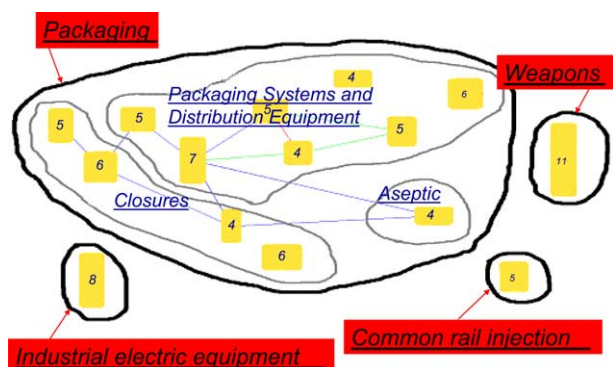 Packaging
Weapons
4
Packaging Systems and
6
5
Distribution Equipment
5
5
5
4
7
6
11
Closures
Aseptic
4
4
6
8
5
Common rail injection
Industrial electric equipment